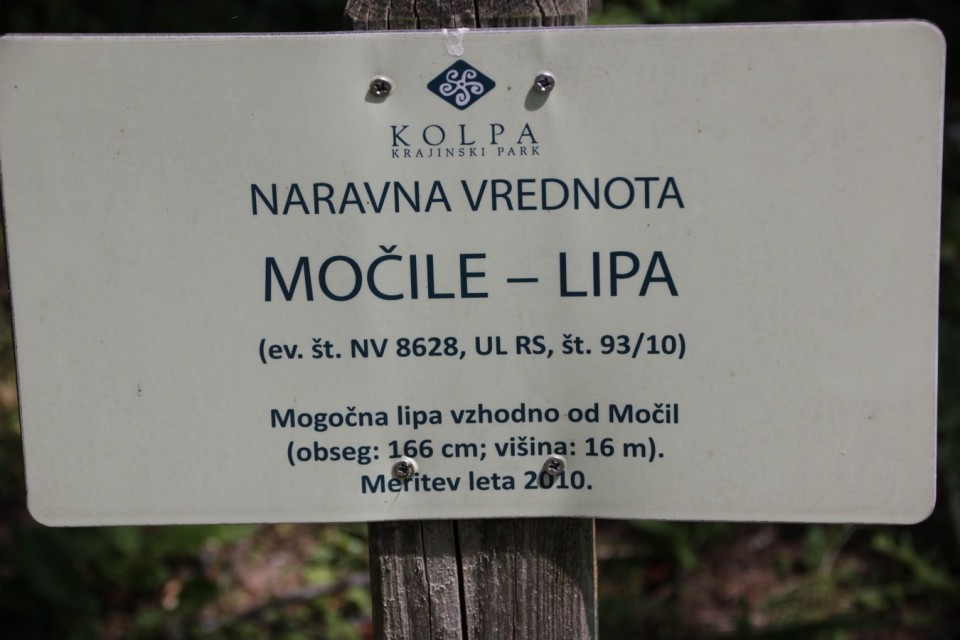 KOLPA
KRAJINSKI PARK
NARAVNA VREDNOTA
MOČILE – LIPA
(ev. št. NV 8628, UL RS, št. 93/10)
Mogočna lipa vzhodno od Močil
(obseg: 166 cm; višina: 16 m).
Meritev leta 2010.